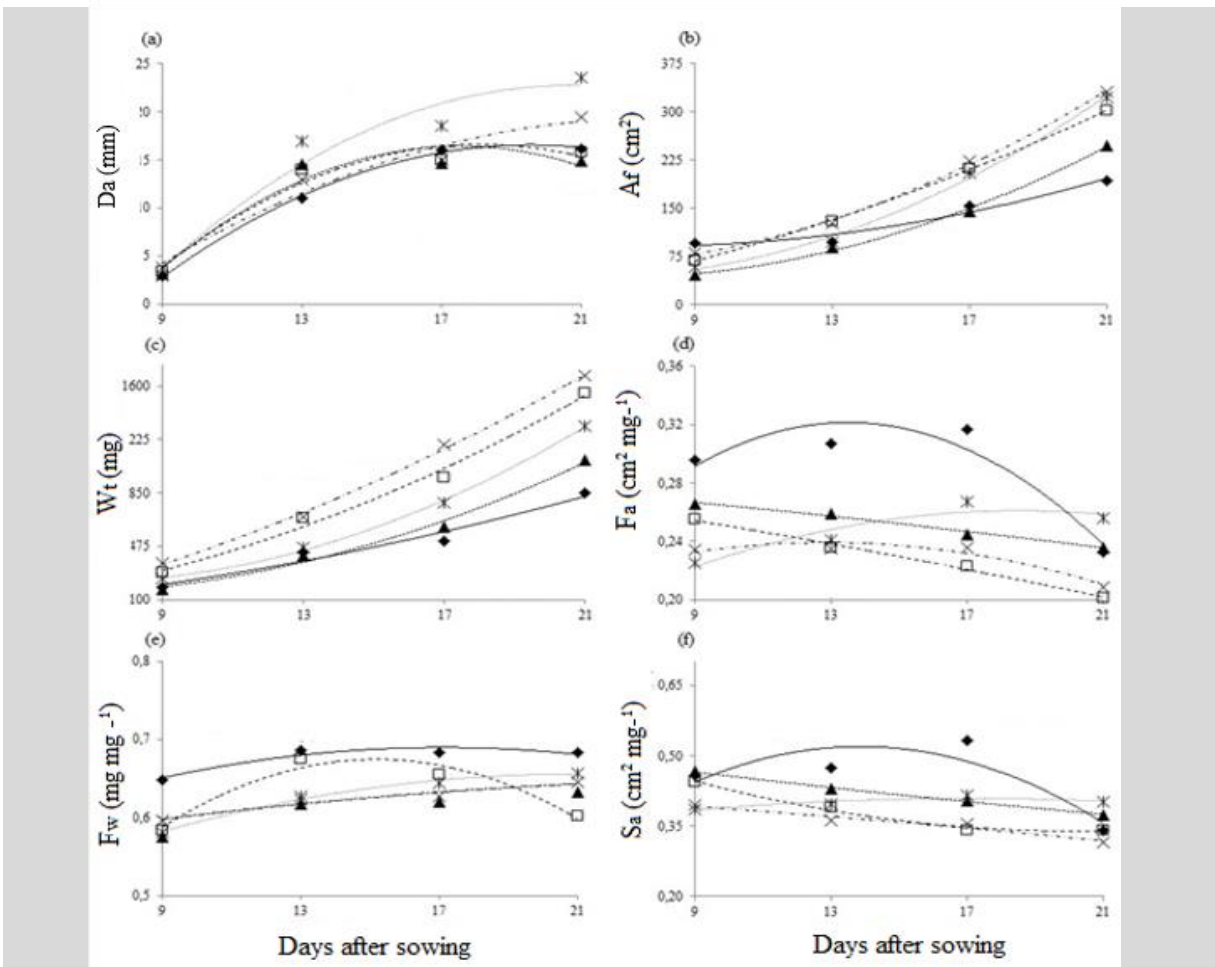 (a)
(b)
25
20
15
10
5
0
Da (mm)
9 13 17 21
375
300
225
150
75
0
Af (cm²)
9 13 17 21
(c)
(d)
1600
225
850
475
100
Wt (mg)
9 13 17 21
0,36
0,32
0,28
0,24
0,20
Fa (cm² mg-¹)
9 13 17 21
(e)
(f)
0,8
0,7
0,6
0,5
Fw (mg mg -¹)
9 13 17 21
0,65
0,50
0,35
0,20
Sa (cm² mg-¹)
9 13 17 21
Days after sowing
Days after sowing